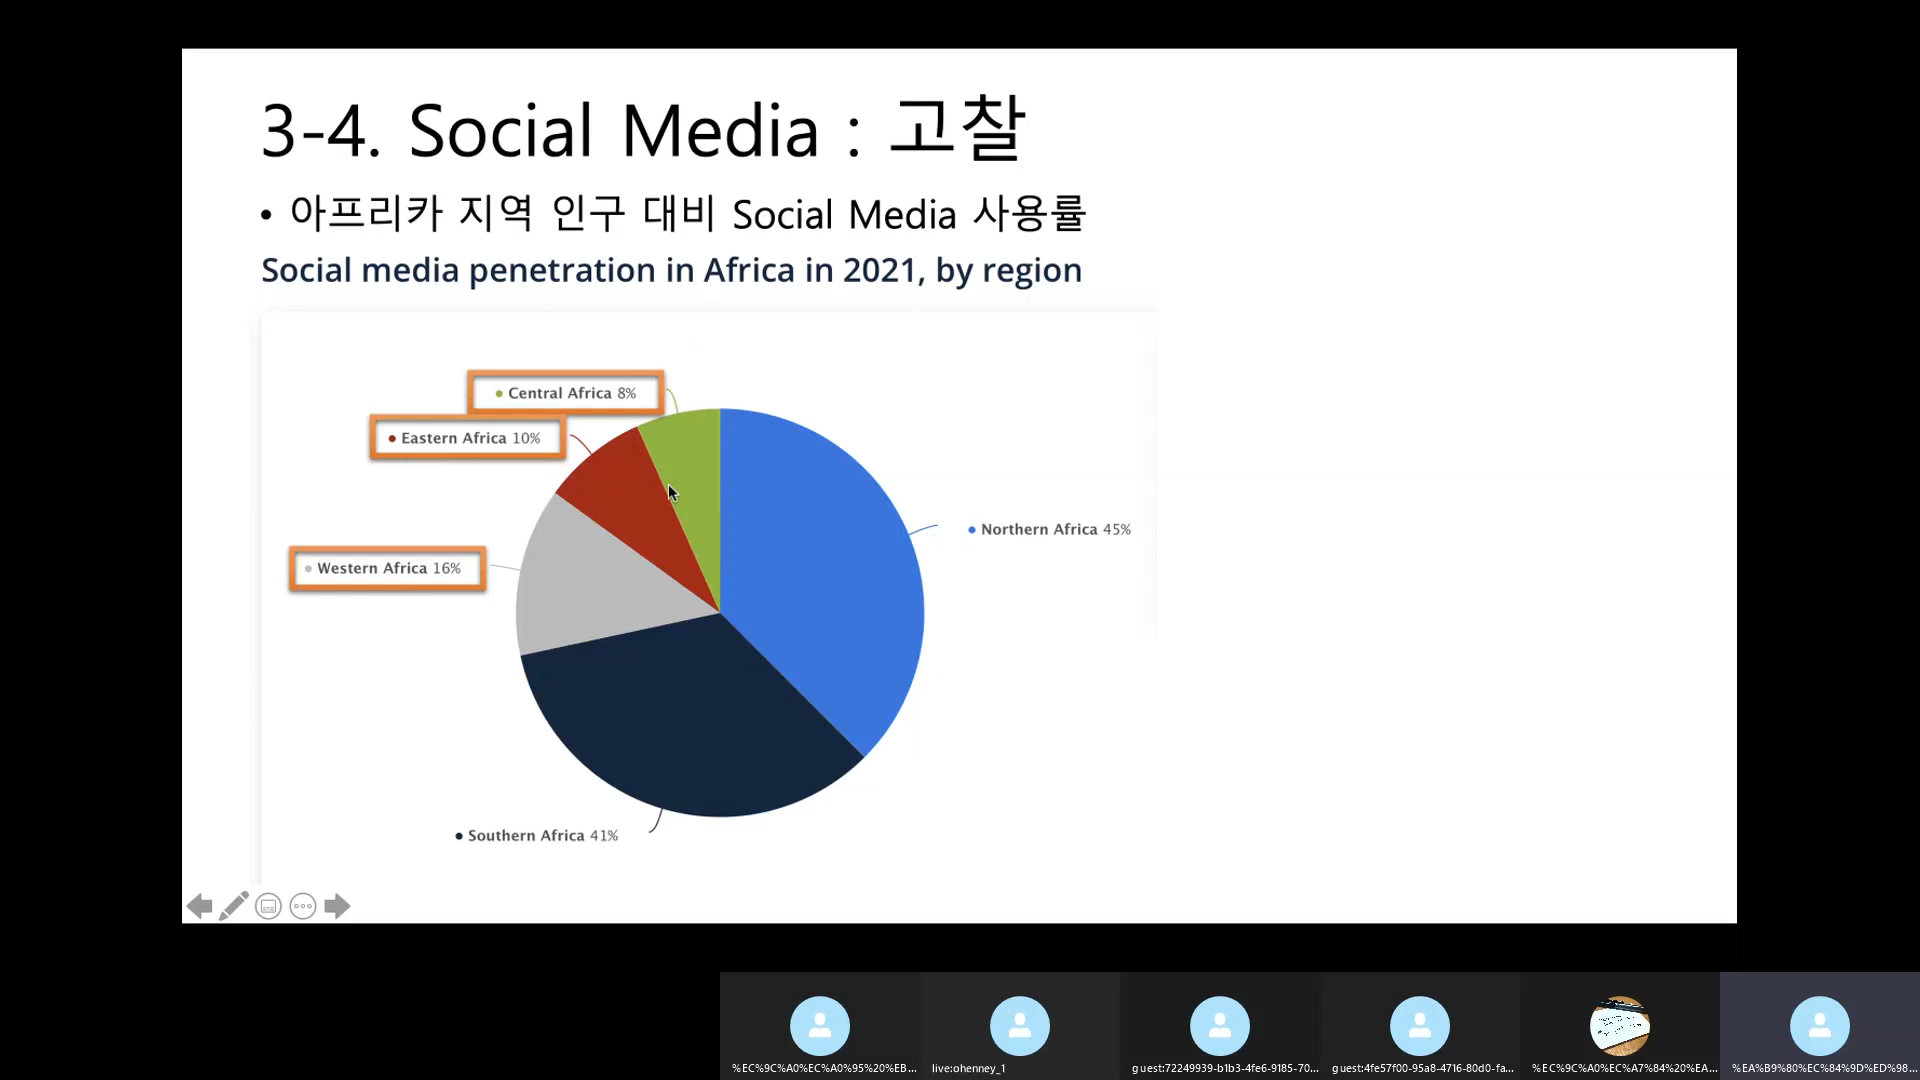 3-4. Social Media : 고찰
• 아프리카 지역 인구 대비 Social Media 사용률
Social media penetration in Africa in 2021, by region
Central Africa 8%
Eastern Africa 10%
Northern Africa 45%
Western Africa 16%
Southern Africa 41%
%EC%9C%A0%EC%A0%95%20%EB...
live:ohenney_1
guest:72249939-b1b3-4fe6-9185-70...
guest:4fe57f00-95a8-4716-80d0-fa...
%EC%9C%A0%EC%A7%84%20%EA...
%EA%B9%80%EC%84%9D%ED%98...